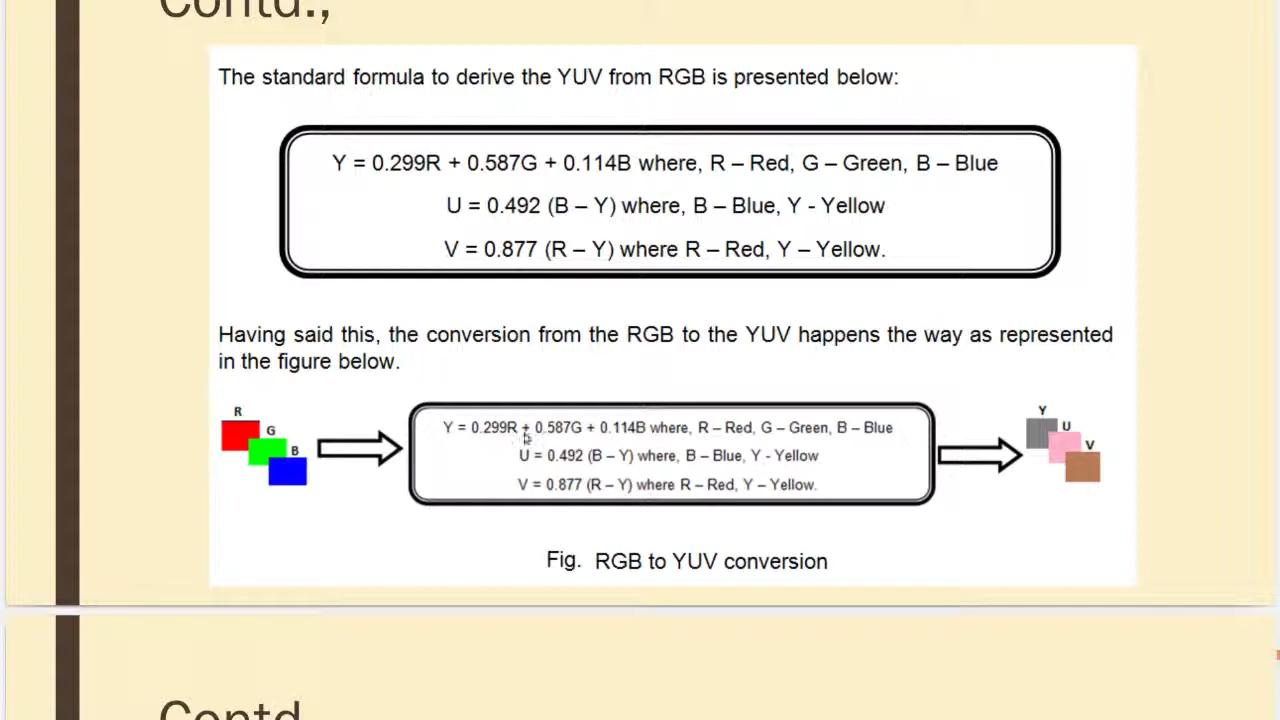 Contd.,
The standard formula to derive the YUV from RGB is presented below:
Y = 0.299R + 0.587G + 0.114B where, R – Red, G – Green, B – Blue
U = 0.492 (B – Y) where, B – Blue, Y - Yellow
V = 0.877 (R – Y) where R – Red, Y – Yellow.
Having said this, the conversion from the RGB to the YUV happens the way as represented
in the figure below.
R
G
B
Y = 0.299R + 0.587G + 0.114B where, R – Red, G – Green, B – Blue
U = 0.492 (B – Y) where, B – Blue, Y - Yellow
V = 0.877 (R – Y) where R – Red, Y – Yellow.
Y
U
V
Fig. RGB to YUV conversion
Contd